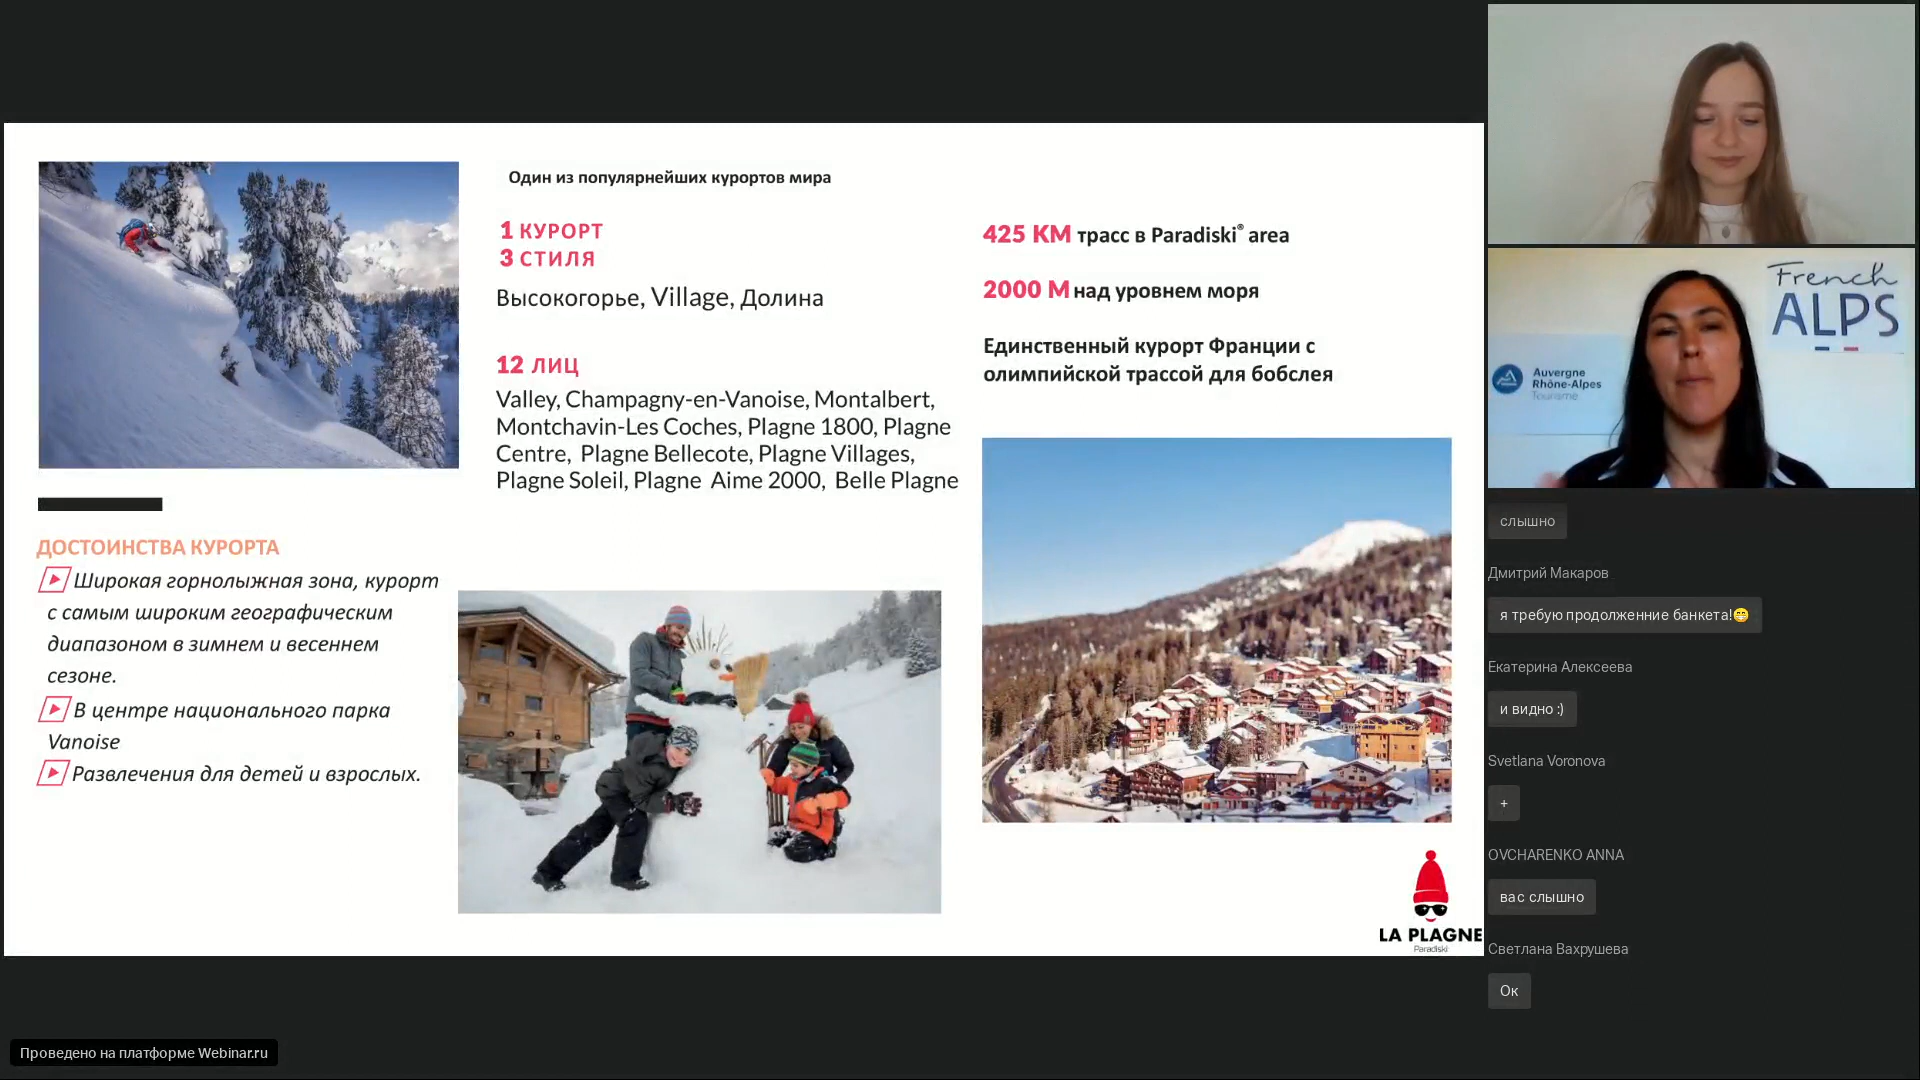 Один из популярнейших курортов мира
1 КУРОРТ
3 СТИЛЯ
Высокогорье, Village, Долина
12 ЛИЦ
Valley, Champagny-en-Vanoise, Montalbert,
Montchavin-Les Coches, Plagne 1800, Plagne
Centre, Plagne Bellecote, Plagne Villages,
Plagne Soleil, Plagne Aime 2000, Belle Plagne
425 KM трасс в Paradiski® area
2000 M над уровнем моря
Единственный курорт Франции с
олимпийской трассой для бобслея
ДОСТОИНСТВА КУРОРТА
Широкая горнолыжная зона, курорт
с самым широким географическим
диапазоном в зимнем и весеннем
сезоне.
В центре национального парка
Vanoise
Развлечения для детей и взрослых.
LA PLAGNE
Paradiski
French
ALPS
Auvergne
Rhône-Alpes
Tourisme
слышно
Дмитрий Макаров
я требую продолженние банкета!😁
Екатерина Алексеева
и видно :)
Svetlana Voronova
+
OVCHARENKO ANNA
вас слышно
Светлана Вахрушева
Ок
Проведено на платформе Webinar.ru